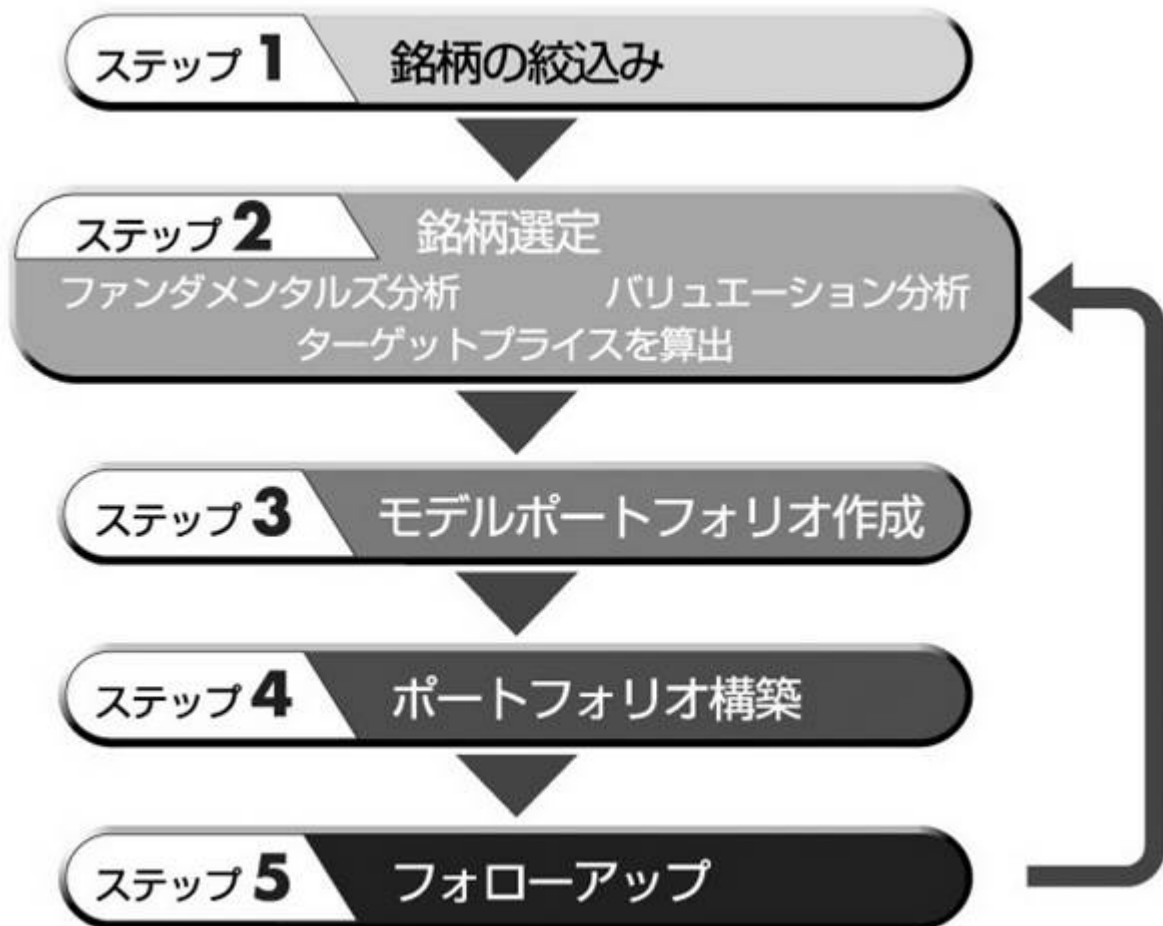 ステップ 1 銘柄の絞込み
ステップ 2 銘柄選定
ファンダメンタルズ分析 バリュエーション分析
ターゲットプライスを算出
ステップ 3 モデルポートフォリオ作成
ステップ 4 ポートフォリオ構築
ステップ 5 フォローアップ